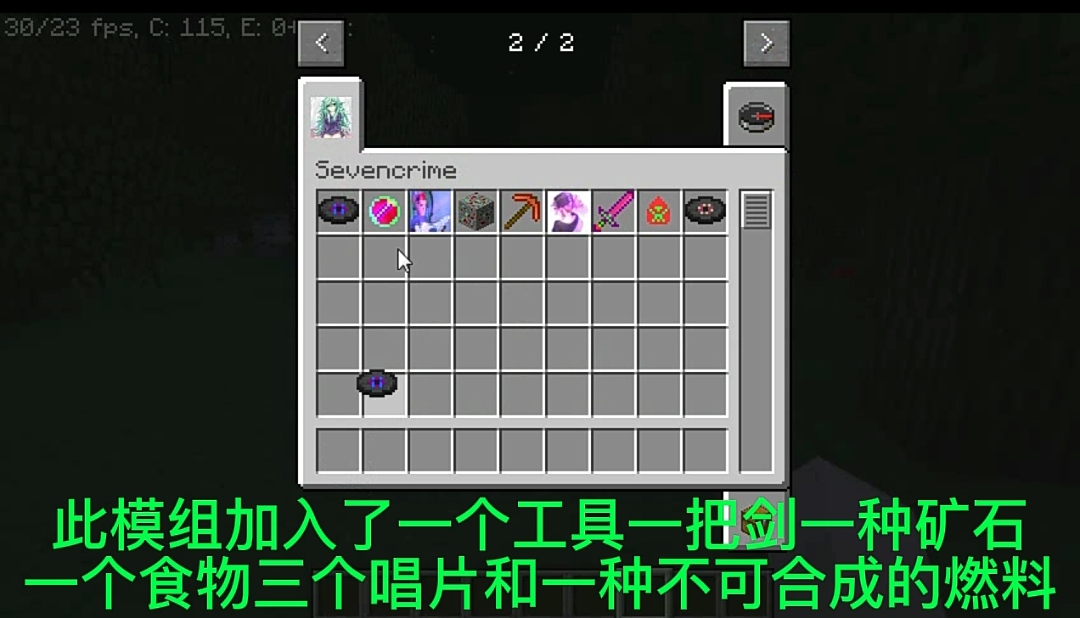 30/23 fps, C: 115, E: 0+
2 / 2
Sevencrime
此模组加入了一个工具一把剑一种矿石
一个食物三个唱片和一种不可合成的燃料